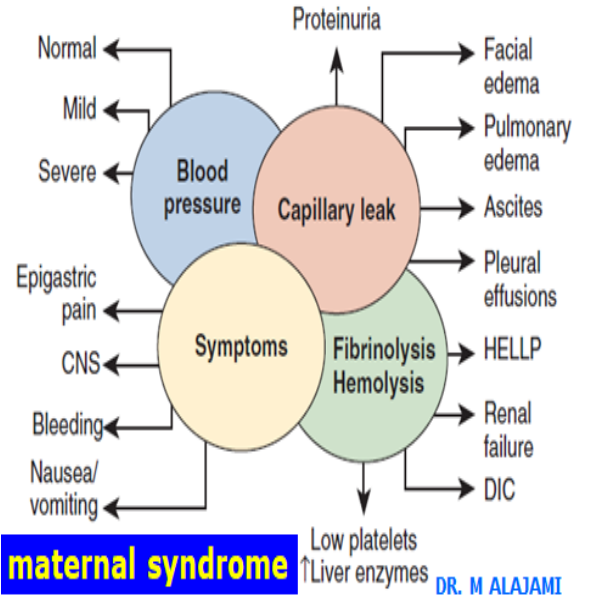 Proteinuria
Normal
Mild
Severe
Blood
pressure
Capillary leak
Facial
edema
Pulmonary
edema
Ascites
Pleural
effusions
Epigastric
pain
CNS
Bleeding
Nausea/
vomiting
Symptoms
Fibrinolysis
Hemolysis
HELLP
Renal
failure
DIC
Low platelets
↑Liver enzymes
maternal syndrome
DR. M ALAJAMI